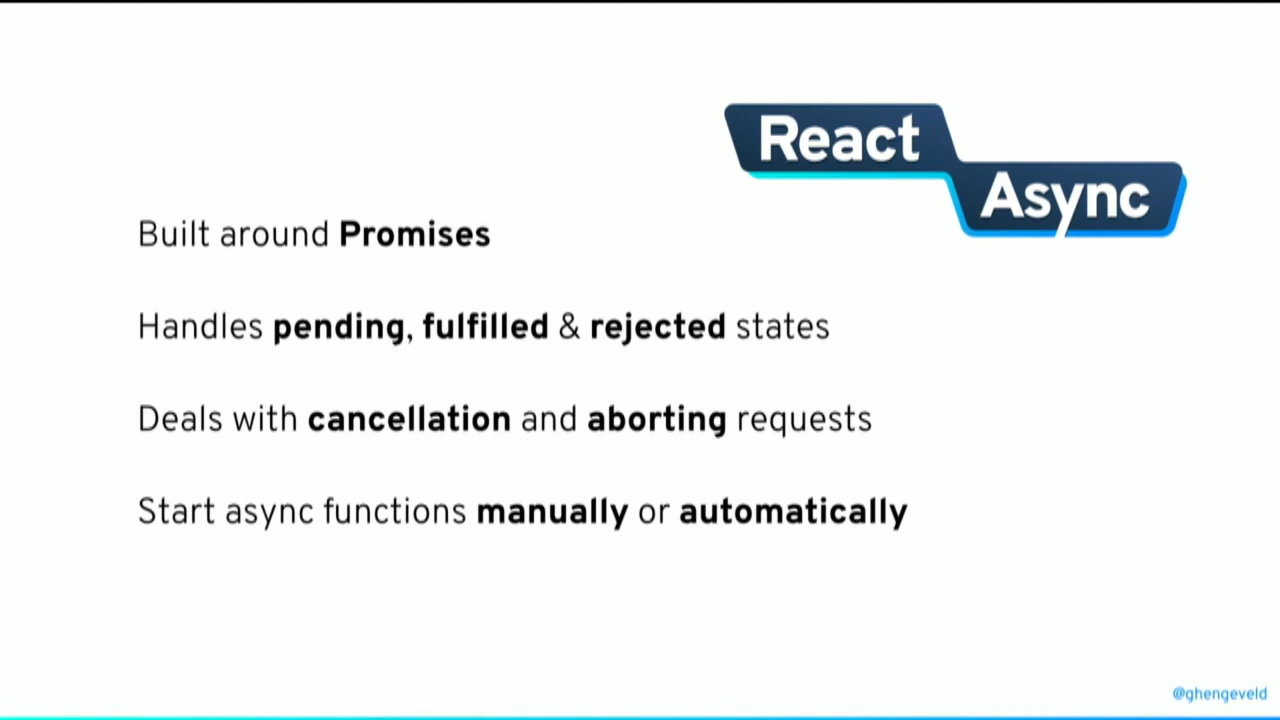 React
Async
Built around Promises
Handles pending, fulfilled & rejected states
Deals with cancellation and aborting requests
Start async functions manually or automatically
@ghengeveld